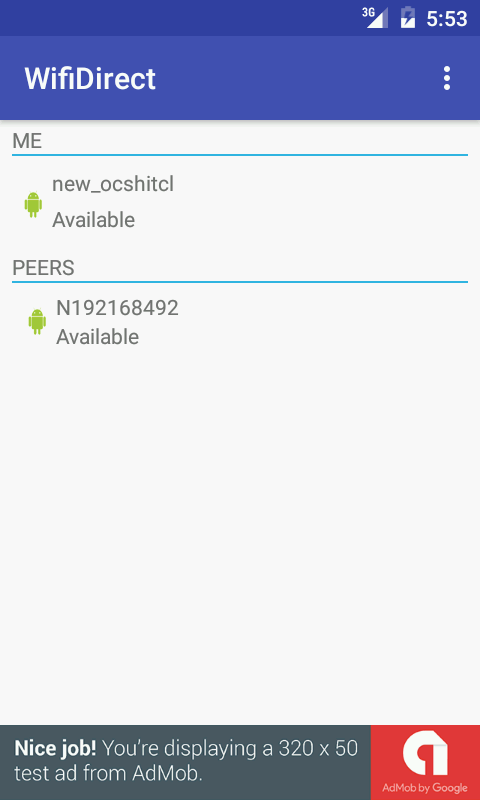 3G 5:53
WifiDirect
ME
new_ocshitcl
Available
PEERS
N192168492
Available
Nice job! You're displaying a 320 x 50
test ad from AdMob.
AdMob by Google